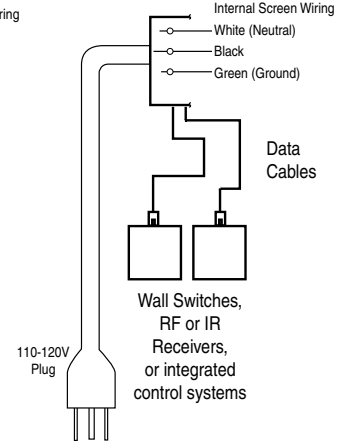 ring
Internal Screen Wiring
White (Neutral)
Black
Green (Ground)
Data
Cables
Wall Switches,
RF or IR
Receivers,
or integrated
control systems
110-120V
Plug